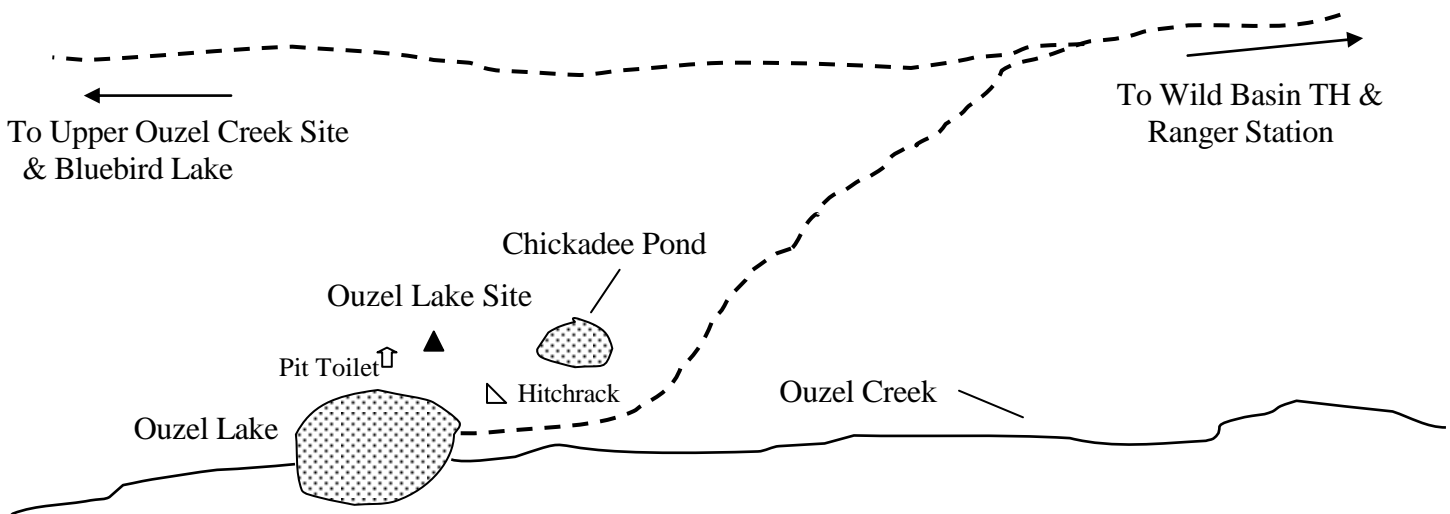 To Upper Ouzel Creek Site
& Bluebird Lake
To Wild Basin TH &
Ranger Station
Chickadee Pond
Ouzel Lake Site
Pit Toilet
Hitchrack
Ouzel Creek
Ouzel Lake